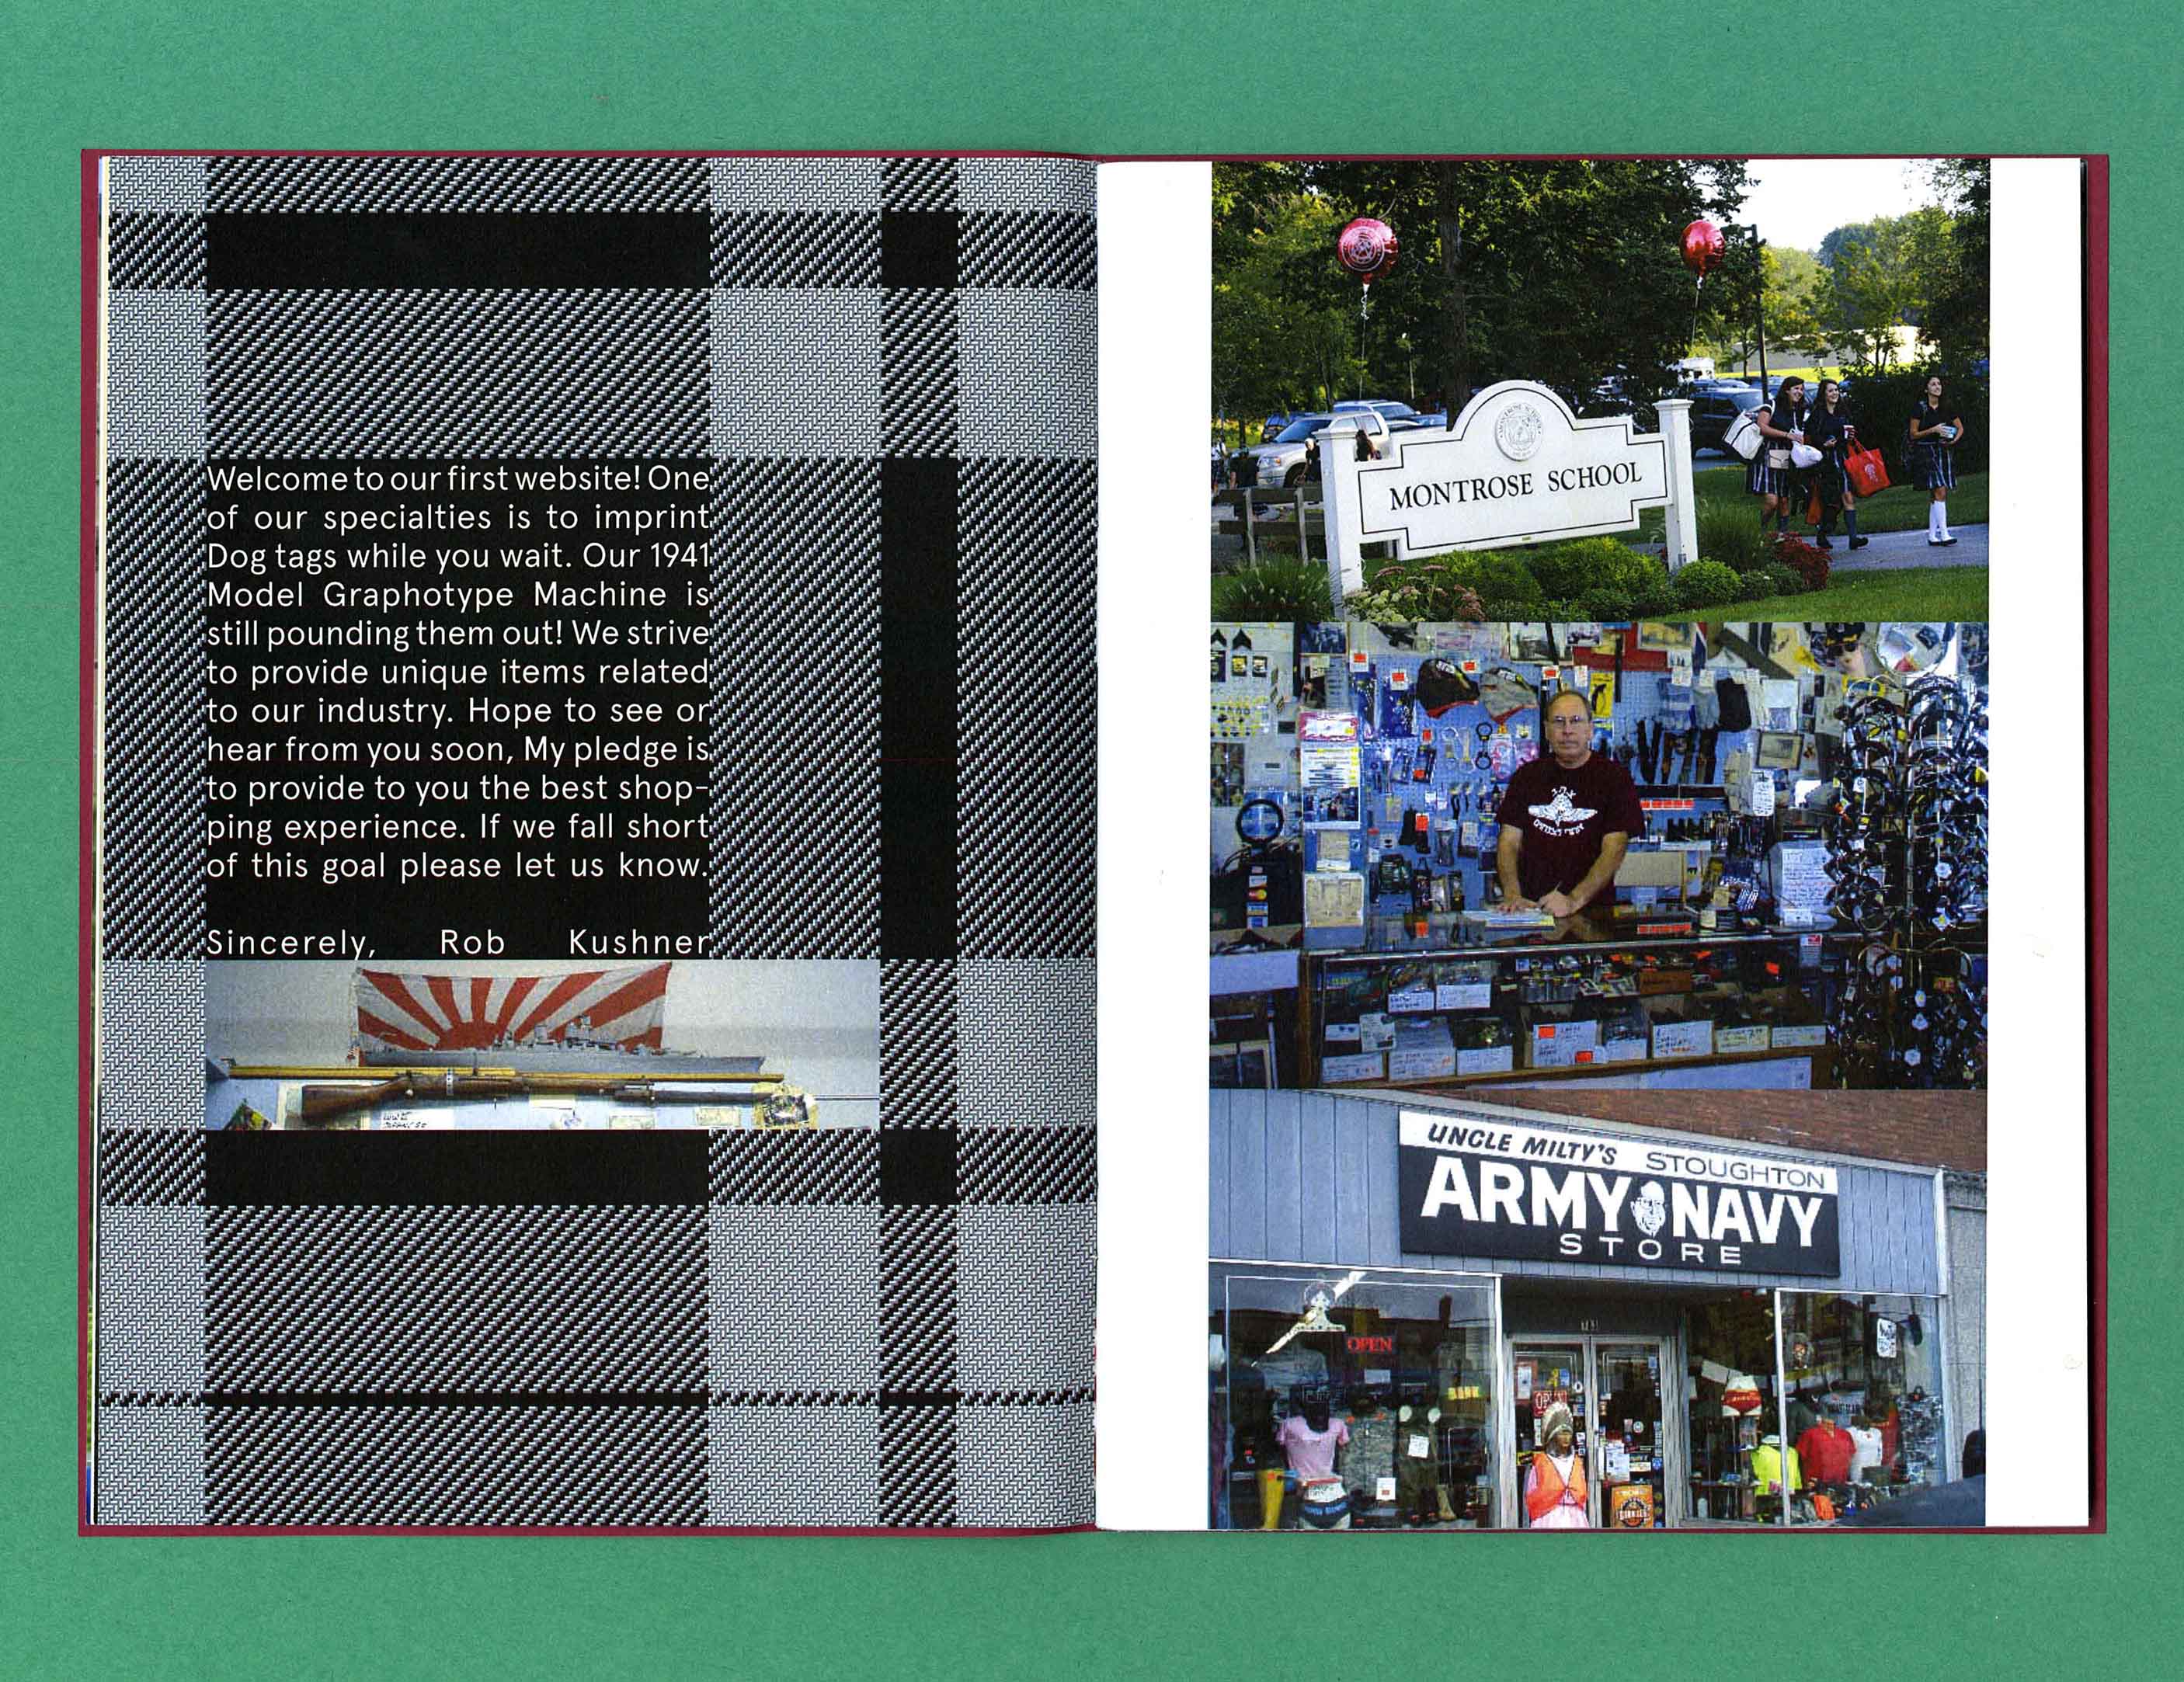 Welcome to our first website! One
of our specialties is to imprint
Dog tags while you wait. Our 1941
Model Graphotype Machine is
still pounding them out! We strive
to provide unique items related
to our industry. Hope to see or
hear from you soon, My pledge is
to provide to you the best shop-
ping experience. If we fall short
of this goal please let us know.
Sincerely, Rob Kushner
MONTROSE SCHOOL
UNCLE MILTY'S STOUGHTON
ARMY NAVY
STORE
OPEN